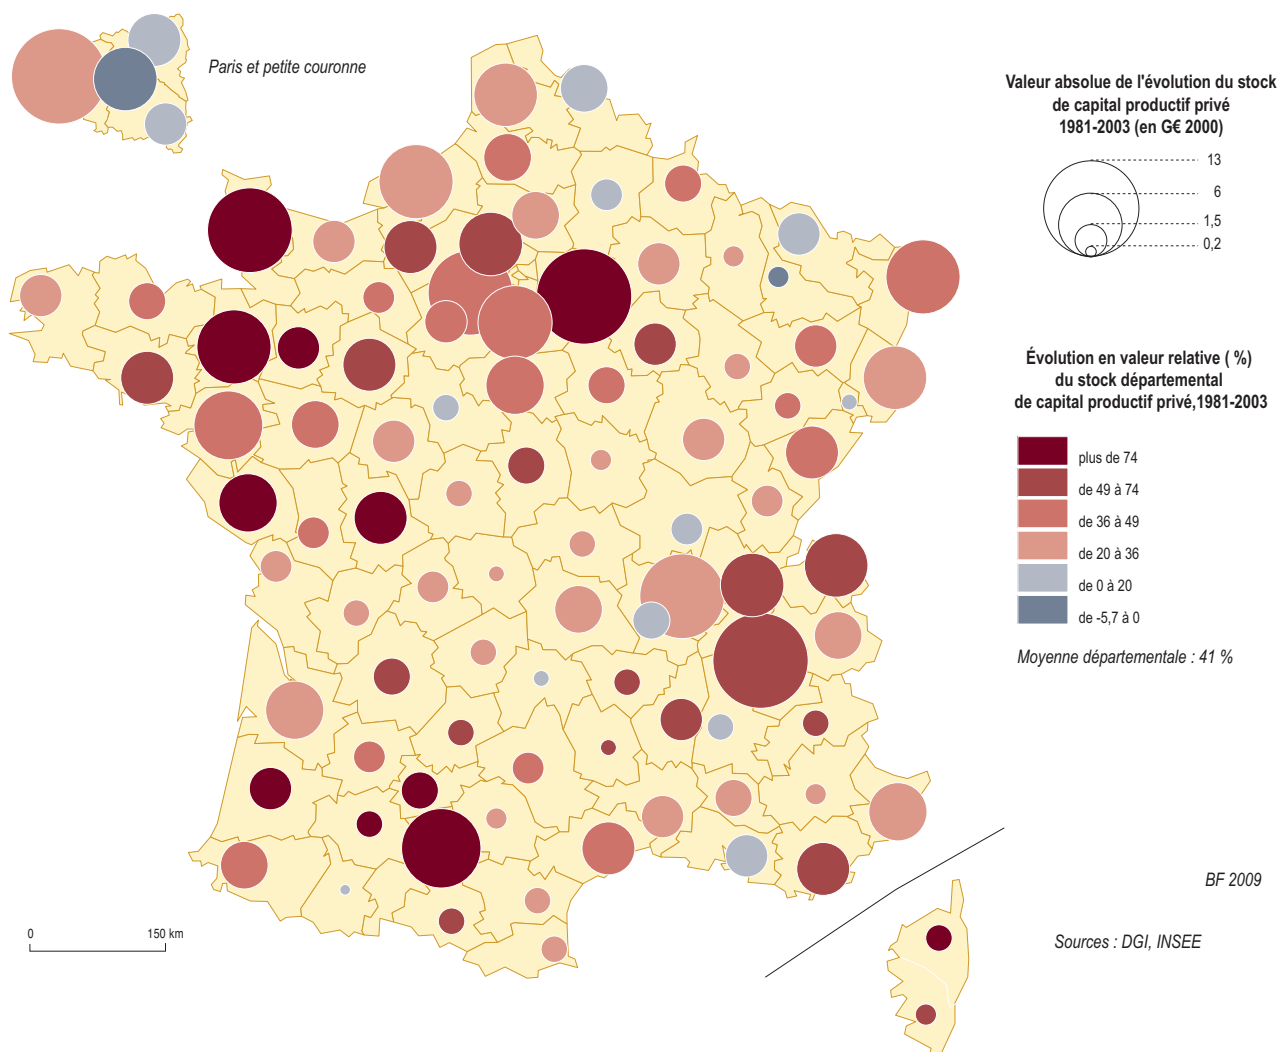 Paris et petite couronne
Valeur absolue de l'évolution du stock
de capital productif privé
1981-2003 (en G€ 2000)
13
6
1,5
0,2
Évolution en valeur relative ( %)
du stock départemental
de capital productif privé,1981-2003
plus de 74
de 49 à 74
de 36 à 49
de 20 à 36
de 0 à 20
de -5,7 à 0
Moyenne départementale : 41 %
BF 2009
Sources : DGI, INSEE
0 150 km